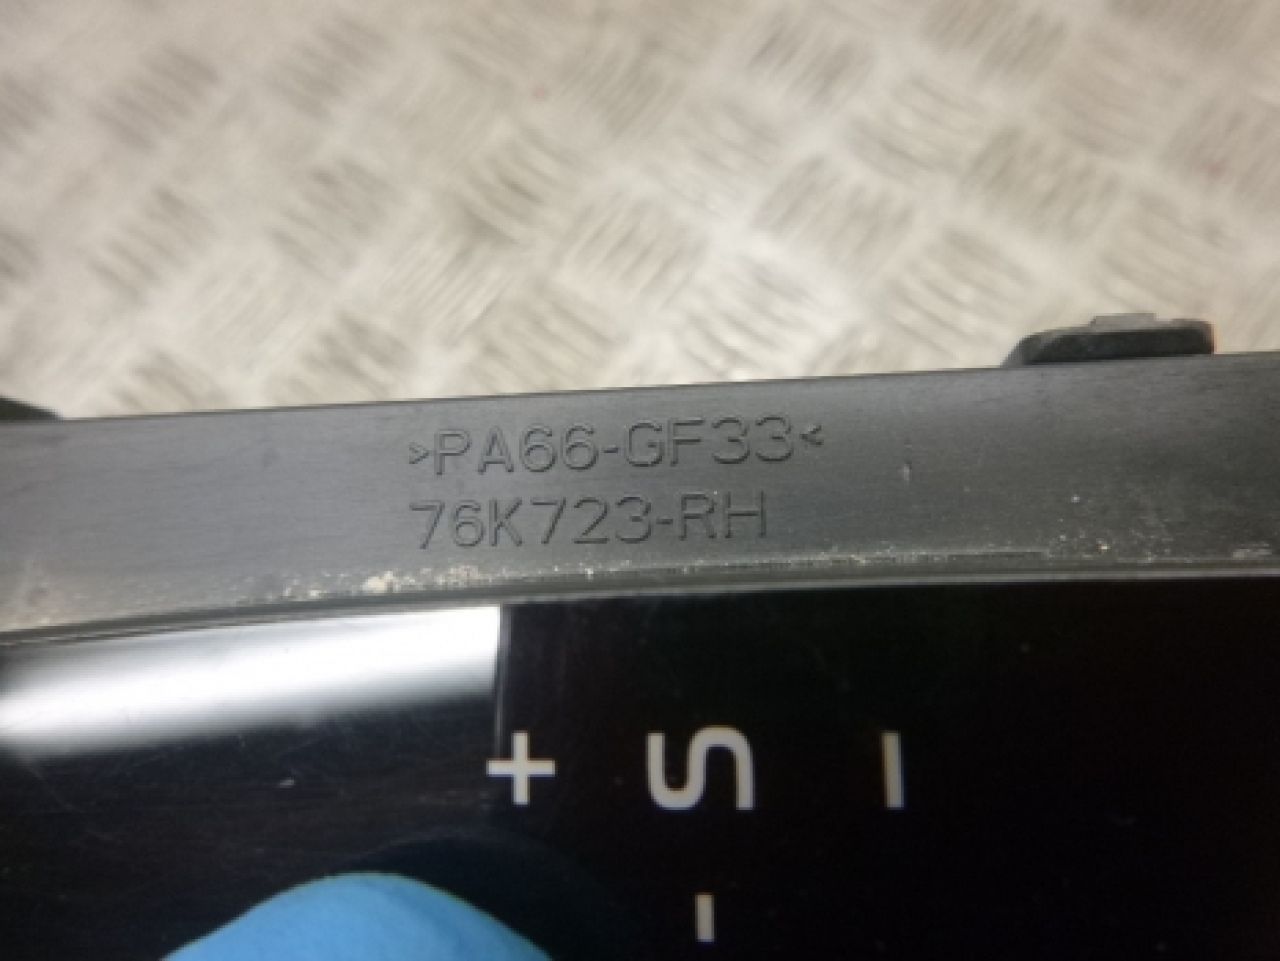 >PA66-GF33<
76K723-RH
+ S -
-